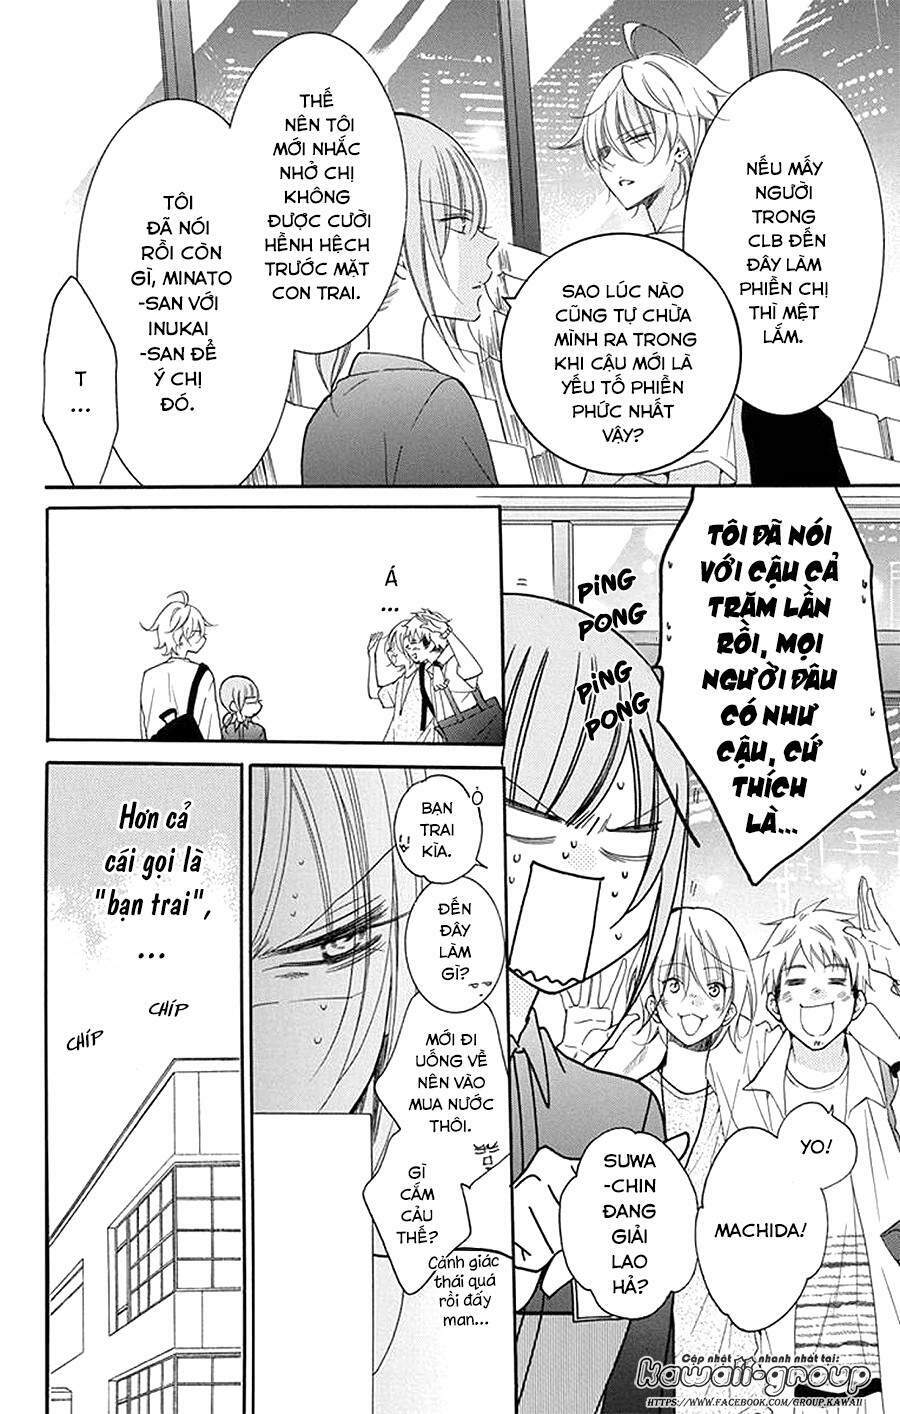 NẾU MẤY
NGƯỜI
TRONG
CLB ĐẾN
ĐÂY LÀM
PHIỀN CHỊ
THÌ MỆT
LẮM.
SAO LÚC NÀO
CŨNG TỰ CHỪA
MÌNH RA TRONG
KHI CẬU MỚI LÀ
YẾU TỐ PHIỀN
PHỨC NHẤT
VẬY?
THẾ
NÊN TÔI
MỚI NHẮC
NHỞ CHỊ
KHÔNG
ĐƯỢC CƯỜI
HỀNH HỆCH
TRƯỚC MẶT
CON TRAI.
TÔI
ĐÃ NÓI
RỒI CÒN
GÌ, MINATO
-SAN VỚI
INUKAI
-SAN ĐỂ
Ý CHỊ
ĐÓ.
T
...
TÔI ĐÃ NÓI
VỚI CẬU CẢ
TRĂM LẦN
RỒI, MỌI
NGƯỜI ĐÂU
CÓ NHƯ
CẬU, CỨ
THÍCH
LÀ...
PING
PONG
PING
PONG
Á
...
YO!
MACHIDA!
SUWA
-CHIN
ĐANG
GIẢI
LAO
HẢ?
Ỏ
BẠN
TRAI
KÌA.
ĐẾN
ĐÂY LÀM
GÌ?
MỚI ĐI
UỐNG VỀ
NÊN VÀO
MUA NƯỚC
THÔI.
GÌ
CẮM
CẢU
THẾ?
Cảnh giác
thái quá
rồi đấy
man...
Hơn cả
cái gọi là
"bạn trai",
...
CHÍP
CHÍP
Cập nhật nhanh nhất tại:
kawaii-group
HTTPS://WWW.FACEBOOK.COM/GROUP.KAWAII